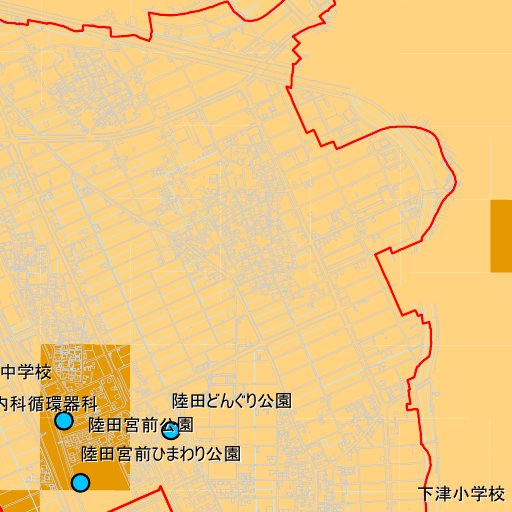 中学校
内科循環器科
陸田どんぐり公園
陸田宮前公園
陸田宮前ひまわり公園
下津小学校